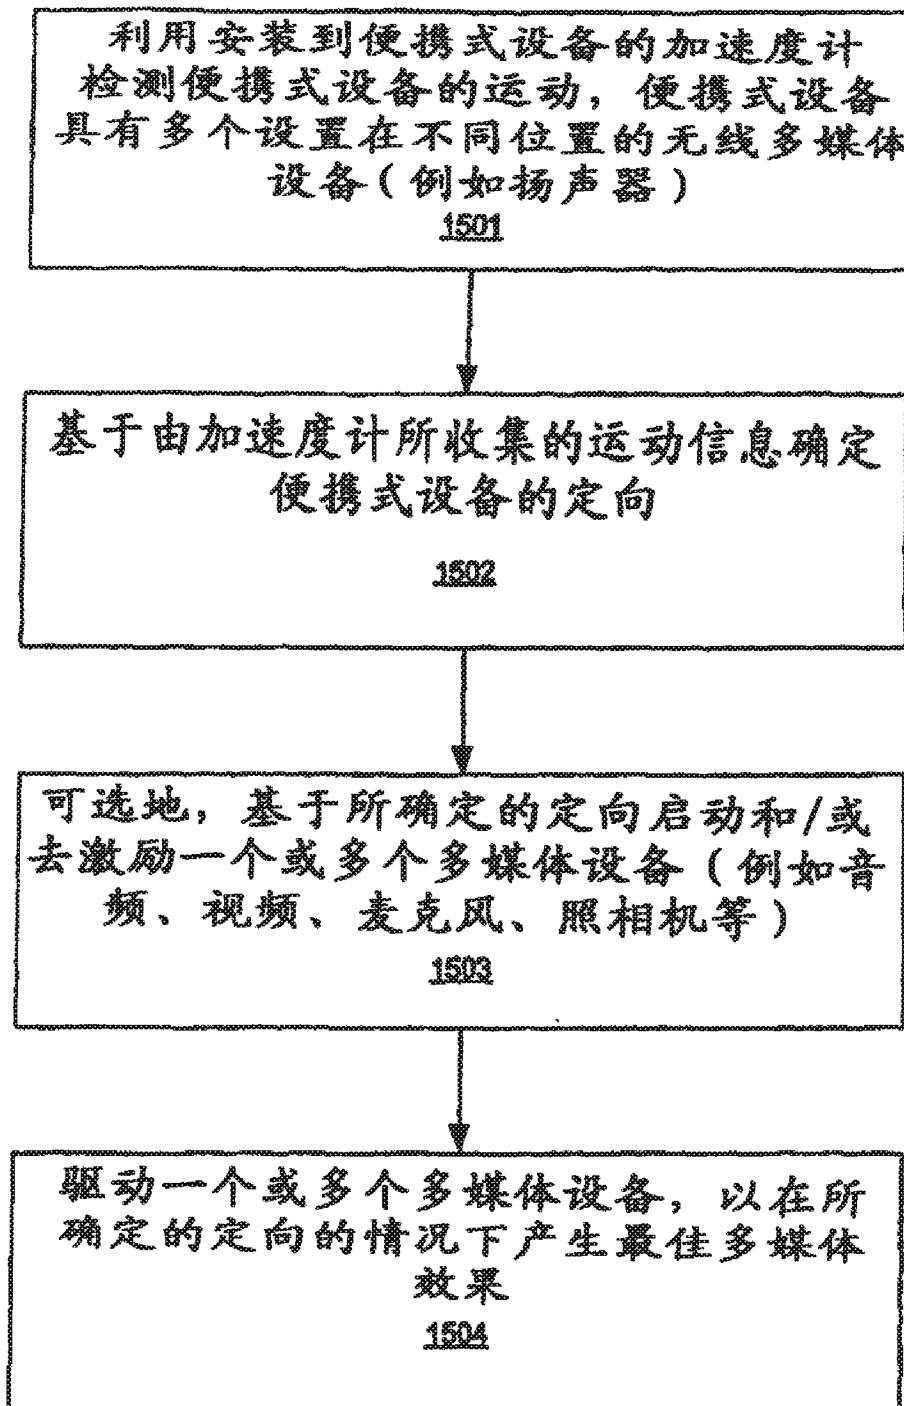 利用安装到便携式设备的加速度计
检测便携式设备的运动，便携式设备
具有多个设置在不同位置的无线多媒体
设备(例如扬声器)
1501
基于由加速度计所收集的运动信息确定
便携式设备的定向
1502
可选地，基于所确定的定向启动和/或
去激励一个或多个多媒体设备(例如音
频、视频、麦克风、照相机等)
1503
驱动一个或多个多媒体设备，以在所
确定的定向的情况下产生最佳多媒体
效果
1504